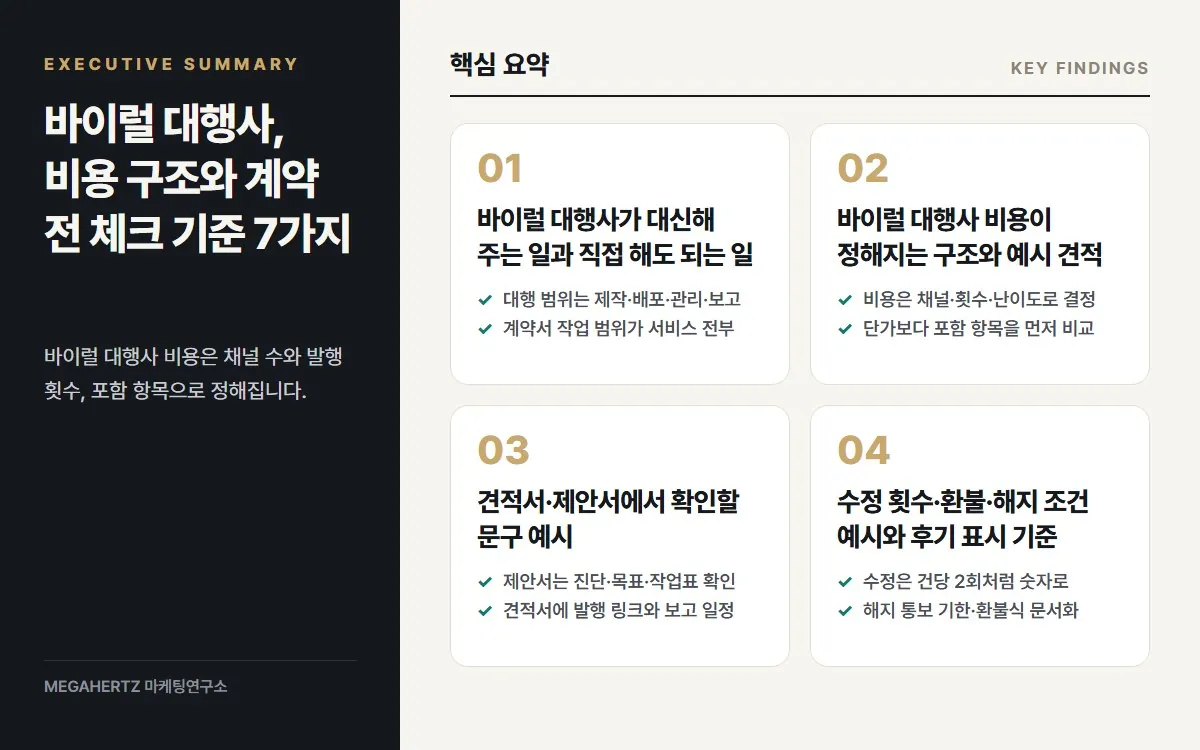 EXECUTIVE SUMMARY
바이럴 대행사,
비용 구조와 계약
전 체크 기준 7가지
바이럴 대행사 비용은 채널 수와 발행
횟수, 포함 항목으로 정해집니다.
MEGAHERTZ 마케팅연구소
핵심 요약
KEY FINDINGS
01
바이럴 대행사가 대신해
주는 일과 직접 해도 되는 일
대행 범위는 제작·배포·관리·보고
계약서 작업 범위가 서비스 전부
02
바이럴 대행사 비용이
정해지는 구조와 예시 견적
비용은 채널·횟수·난이도로 결정
단가보다 포함 항목을 먼저 비교
03
견적서·제안서에서 확인할
문구 예시
제안서는 진단·목표·작업표 확인
견적서에 발행 링크와 보고 일정
04
수정 횟수·환불·해지 조건
예시와 후기 표시 기준
수정은 건당 2회처럼 숫자로
해지 통보 기한·환불식 문서화